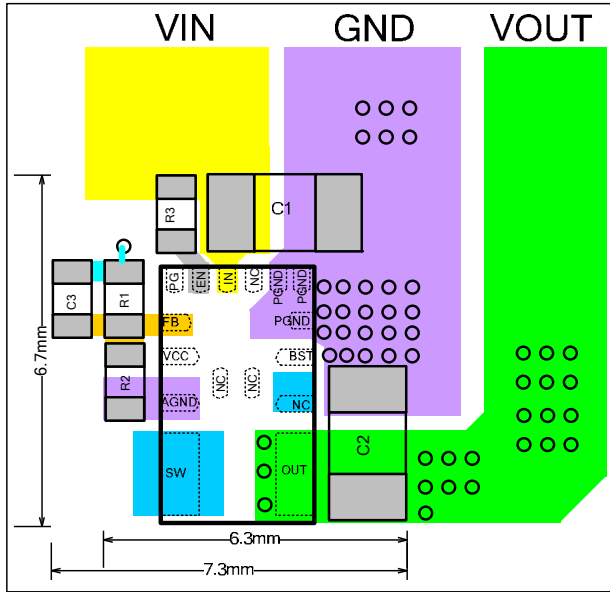 VIN GND VOUT
R3
C1
PG EN IN NC PGND PGND
C3 R1
FB PGND
VCC BST
R2
NC NC
AGND NC
6.7mm
SW OUT C2
6.3mm
7.3mm